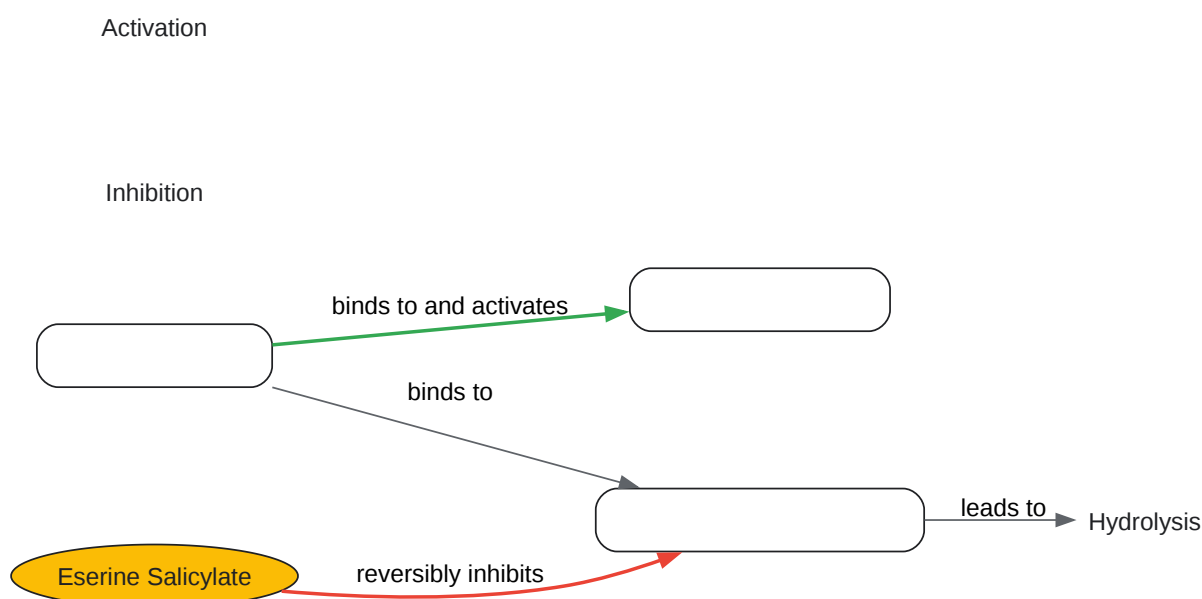 Activation
Inhibition
binds to and activates
binds to
leads to
Hydrolysis
Eserine Salicylate
reversibly inhibits